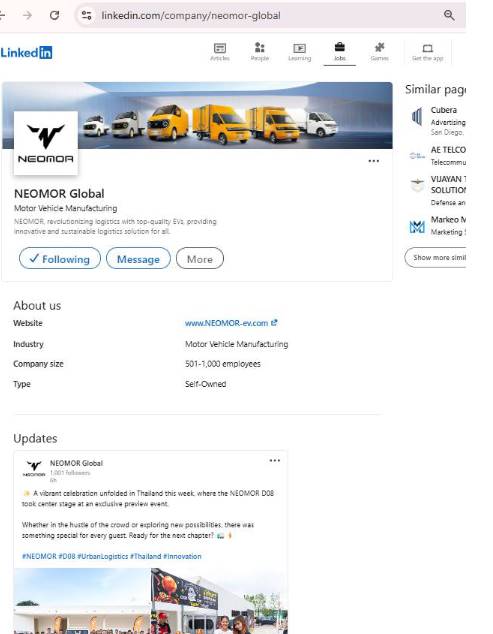 linkedin.com/company/neomor-global
Linked in
Articles
People
Learning
Jobs
Games
Get the app
NEOMOR
NEOMOR Global
Motor Vehicle Manufacturing
NEOMOR, revolutionizing logistics with top-quality EVs, providing
innovative and sustainable logistics solution for all.
✓ Following
Message
More
About us
Website
www.NEOMOR-ev.com
Industry
Motor Vehicle Manufacturing
Company size
501-1,000 employees
Type
Self-Owned
Updates
NEOMOR
NEOMOR Global
1,001 followers
6h
✨ A vibrant celebration unfolded in Thailand this week, where the NEOMOR D08
took center stage at an exclusive preview event.
Whether in the hustle of the crowd or exploring new possibilities, there was
something special for every guest. Ready for the next chapter?
#NEOMOR #D08 #UrbanLogistics #Thailand #Innovation
Similar pag
Cubera
Advertising
San Diego,
AE TELCO
Telecommu
VIJAYAN T
SOLUTION
Defense an
Markeo M
Marketing S
Show more simil